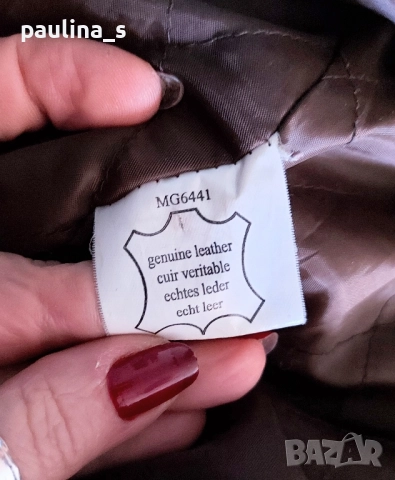 paulina_s
MG6441
genuine leather
cuir veritable
echtes leder
echt leer
BAZAR